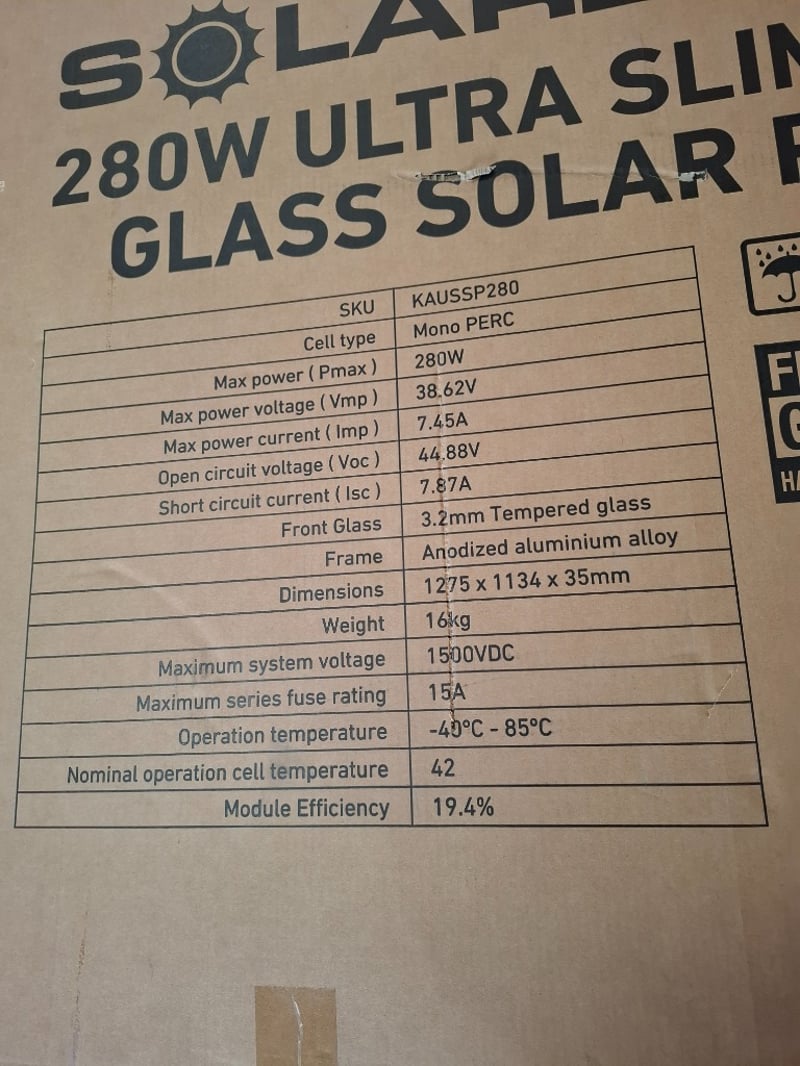 280W ULTRA
GLASS SOLAR
SKU KAUSSP280
Cell type Mono PERC
Max power ( Pmax ) 280W
Max power voltage ( Vmp ) 38.62V
Max power current ( Imp ) 7.45A
Open circuit voltage ( Voc ) 44.88V
Short circuit current ( Isc ) 7.87A
Front Glass 3.2mm Tempered glass
Frame Anodized aluminium alloy
Dimensions 1275 x 1134 x 35mm
Weight 16kg
Maximum system voltage 1500VDC
Maximum series fuse rating 15A
Operation temperature -40°C - 85°C
Nominal operation cell temperature 42
Module Efficiency 19.4%